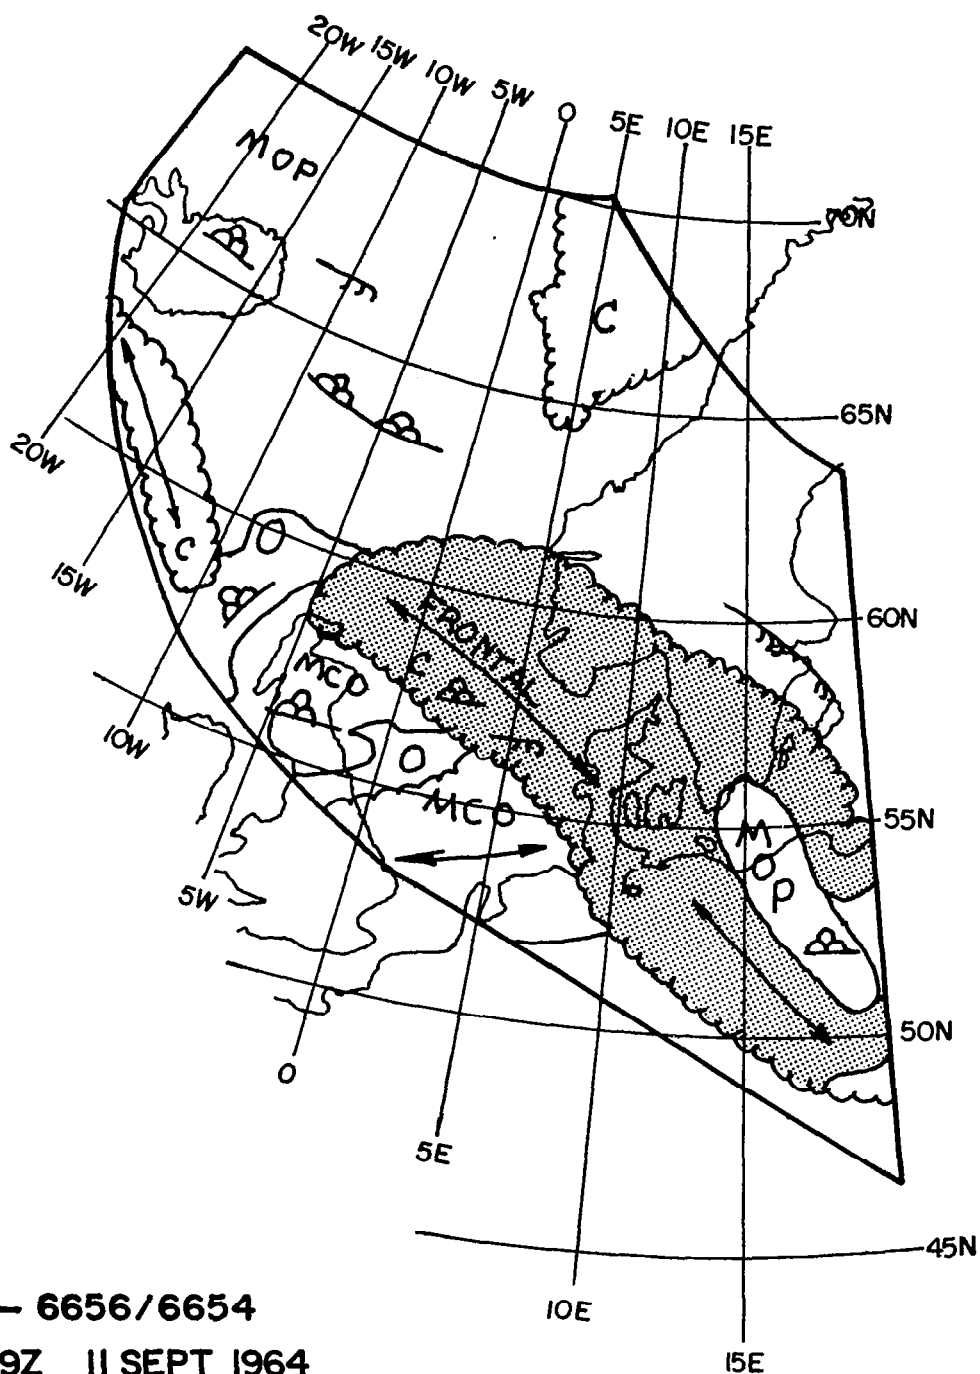 20W 15W 10W 5W 0 5E 10E 15E
MOP
70N
C
65N
20W
C
15W
O
60N
FRONTAL
MCO
C
10W
O
MCO
55N
MOP
5W
50N
0
5E
45N
– 6656/6654
10E
9Z 11 SEPT 1964
15E